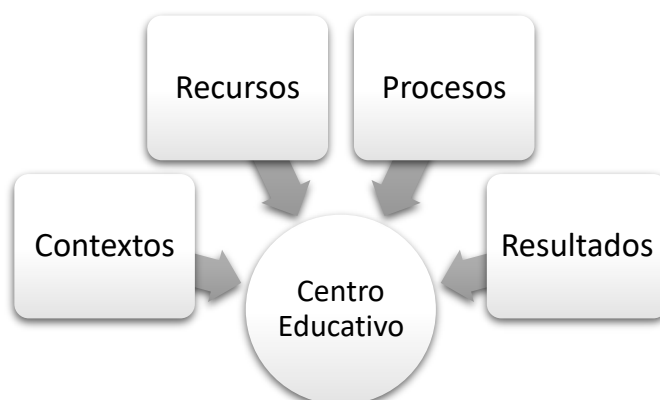 Recursos
Procesos
Contextos
Resultados
Centro
Educativo